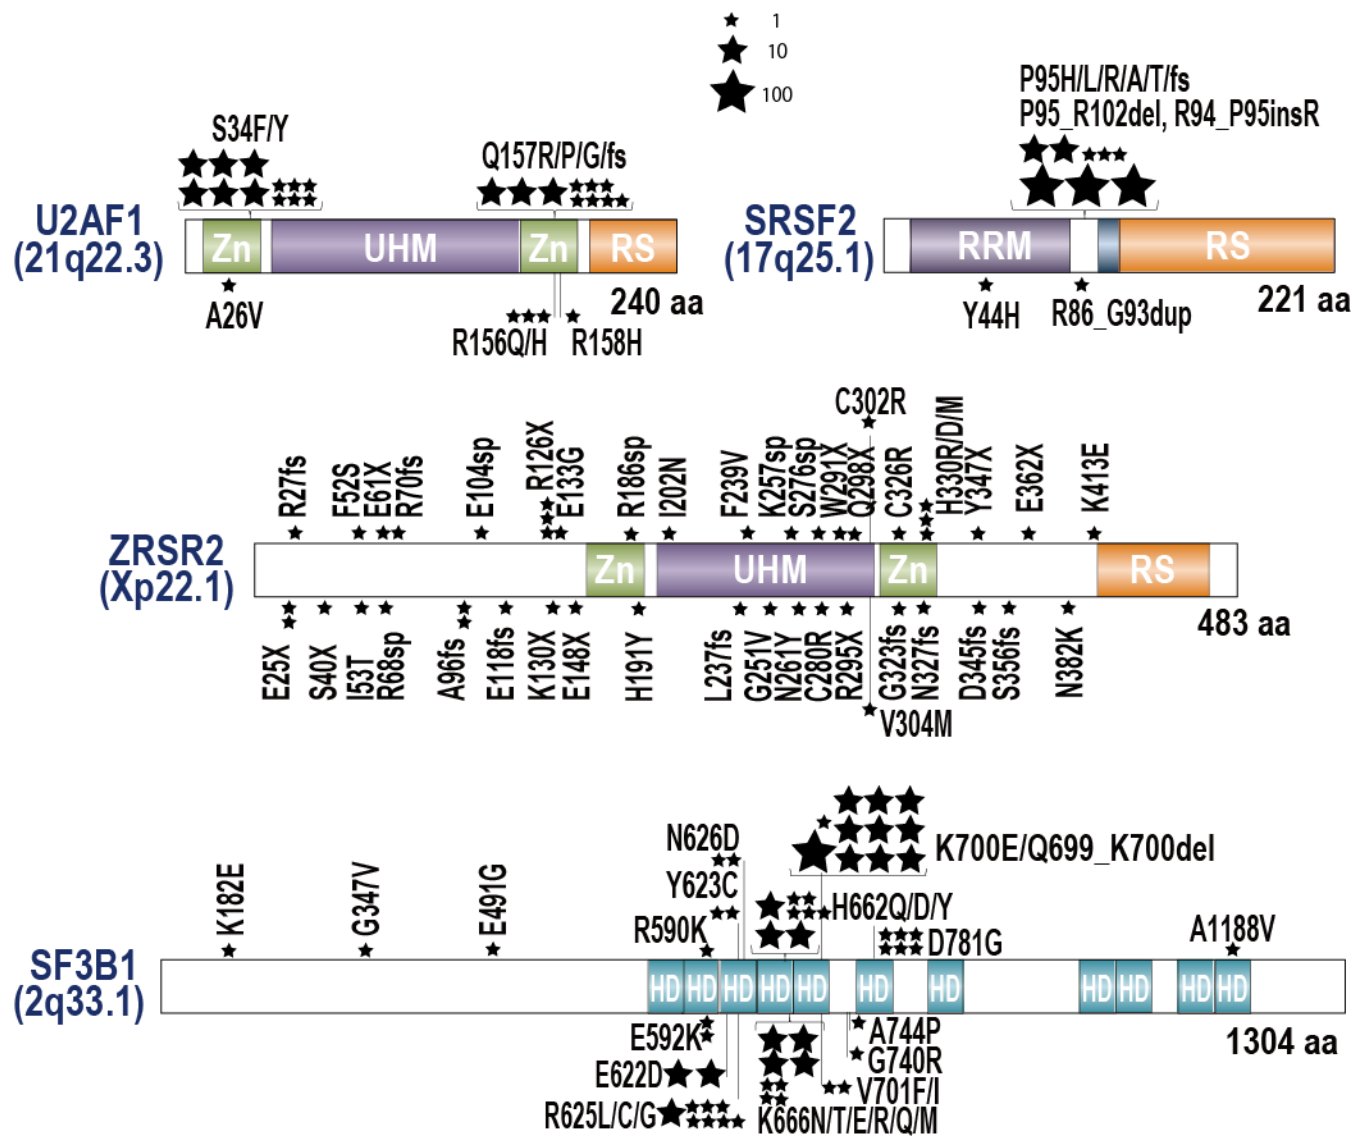 1
10
100
S34F/Y
Q157R/P/G/fs
U2AF1
(21q22.3)
Zn
UHM
Zn
RS
240 aa
A26V
R156Q/H
R158H
P95H/L/R/A/T/fs
P95_R102del, R94_P95insR
SRSF2
(17q25.1)
RRM
RS
221 aa
Y44H
R86_G93dup
C302R
R27fs
F52S
E61X
R70fs
E104sp
R126X
E133G
R186sp
I202N
F239V
K257sp
S276sp
W291X
Q298X
C326R
H330R/D/M
Y347X
E362X
K413E
ZRSR2
(Xp22.1)
Zn
UHM
Zn
RS
483 aa
E25X
S40X
I53T
R68sp
A96fs
E118fs
K130X
E148X
H191Y
L237fs
G251V
N261Y
C280R
R295X
G323fs
N327fs
D345fs
S356fs
N382K
V304M
K700E/Q699_K700del
N626D
Y623C
R590K
H662Q/D/Y
D781G
K182E
G347V
E491G
A1188V
SF3B1
(2q33.1)
HD
HD
HD
HD
HD
HD
HD
HD
HD
HD
HD
1304 aa
E592K
E622D
R625L/C/G
K666N/T/E/R/Q/M
V701F/I
G740R
A744P